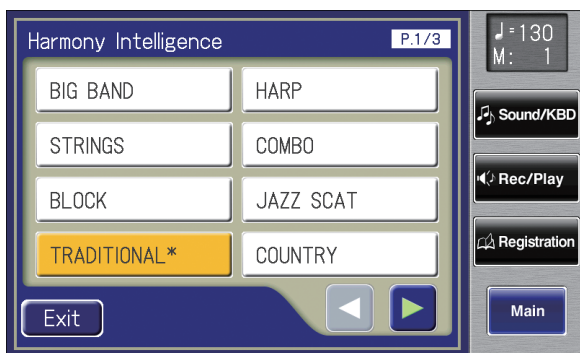 Harmony Intelligence P.1/3
BIG BAND HARP
STRINGS COMBO
BLOCK JAZZ SCAT
TRADITIONAL* COUNTRY
Exit
♩=130
M: 1
Sound/KBD
Rec/Play
Registration
Main